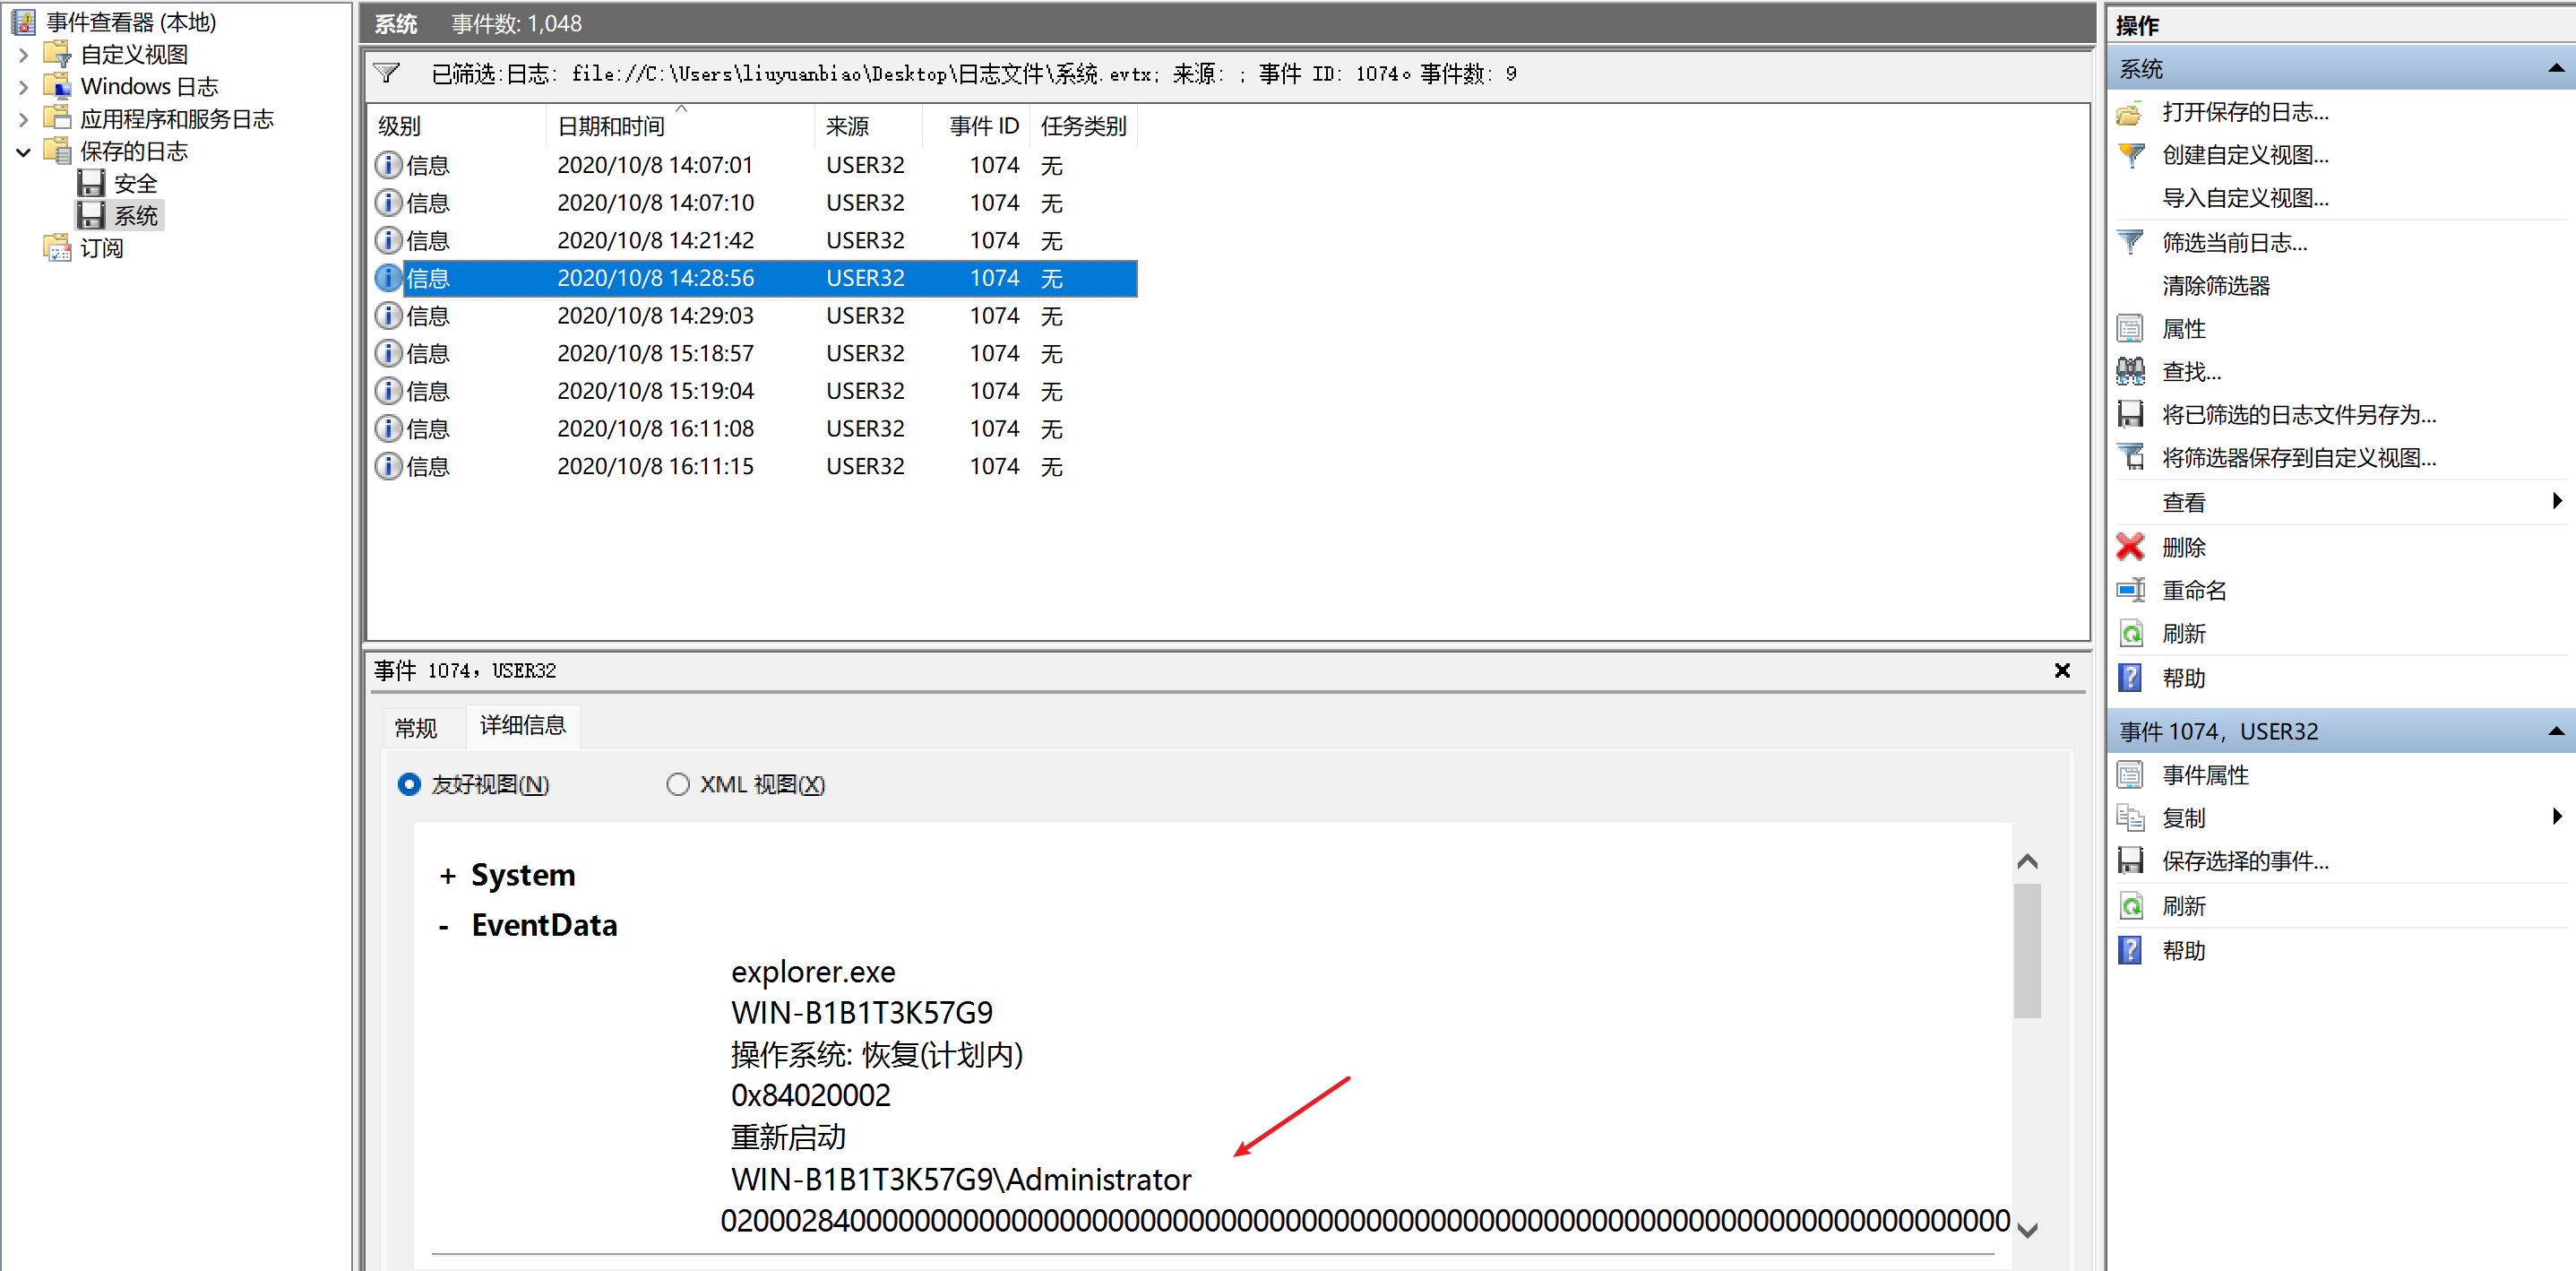 事件查看器 (本地)
自定义视图
Windows 日志
应用程序和服务日志
保存的日志
安全
系统
订阅
系统 事件数: 1,048
已筛选:日志: file://C:\Users\liuyuanbiao\Desktop\日志文件\系统.evtx; 来源: ; 事件 ID: 1074。事件数: 9
级别 日期和时间 来源 事件 ID 任务类别
信息 2020/10/8 14:07:01 USER32 1074 无
信息 2020/10/8 14:07:10 USER32 1074 无
信息 2020/10/8 14:21:42 USER32 1074 无
信息 2020/10/8 14:28:56 USER32 1074 无
信息 2020/10/8 14:29:03 USER32 1074 无
信息 2020/10/8 15:18:57 USER32 1074 无
信息 2020/10/8 15:19:04 USER32 1074 无
信息 2020/10/8 16:11:08 USER32 1074 无
信息 2020/10/8 16:11:15 USER32 1074 无
事件 1074，USER32
常规 详细信息
友好视图(N) XML 视图(X)
+ System
- EventData
explorer.exe
WIN-B1B1T3K57G9
操作系统: 恢复(计划内)
0x84020002
重新启动
WIN-B1B1T3K57G9\Administrator
操作
系统
打开保存的日志...
创建自定义视图...
导入自定义视图...
筛选当前日志...
清除筛选器
属性
查找...
将已筛选的日志文件另存为...
将筛选器保存到自定义视图...
查看
删除
重命名
刷新
帮助
事件 1074，USER32
事件属性
复制
保存选择的事件...
刷新
帮助